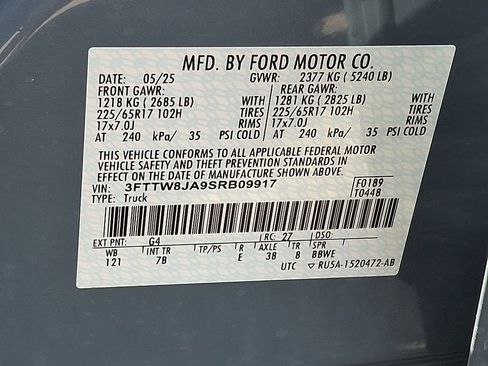 MFD. BY FORD MOTOR CO.
DATE: 05/25 GVWR: 2377 KG ( 5240 LB)
FRONT GAWR: REAR GAWR:
1218 KG ( 2685 LB) WITH 1281 KG ( 2825 LB) WITH
225/65R17 102H TIRES 225/65R17 102H TIRES
17x7.0J RIMS 17x7.0J RIMS
AT 240 kPa/ 35 PSI COLD AT 240 kPa/ 35 PSI COLD
THIS VEHICLE CONFORMS TO ALL APPLICABLE FEDERAL MOTOR
VEHICLE SAFETY AND THEFT PREVENTION STANDARDS IN
EFFECT ON THE DATE OF MANUFACTURE SHOWN ABOVE.
VIN: 3FTTW8JA9SRB09917 F0189
TYPE: Truck T0448
EXT PNT: G4 RC: 27 DSO:
WB INT TR TP/PS R AXLE TR SPR
121 7B E 38 8 BBWE
UTC ▽ RU5A-1520472-AB